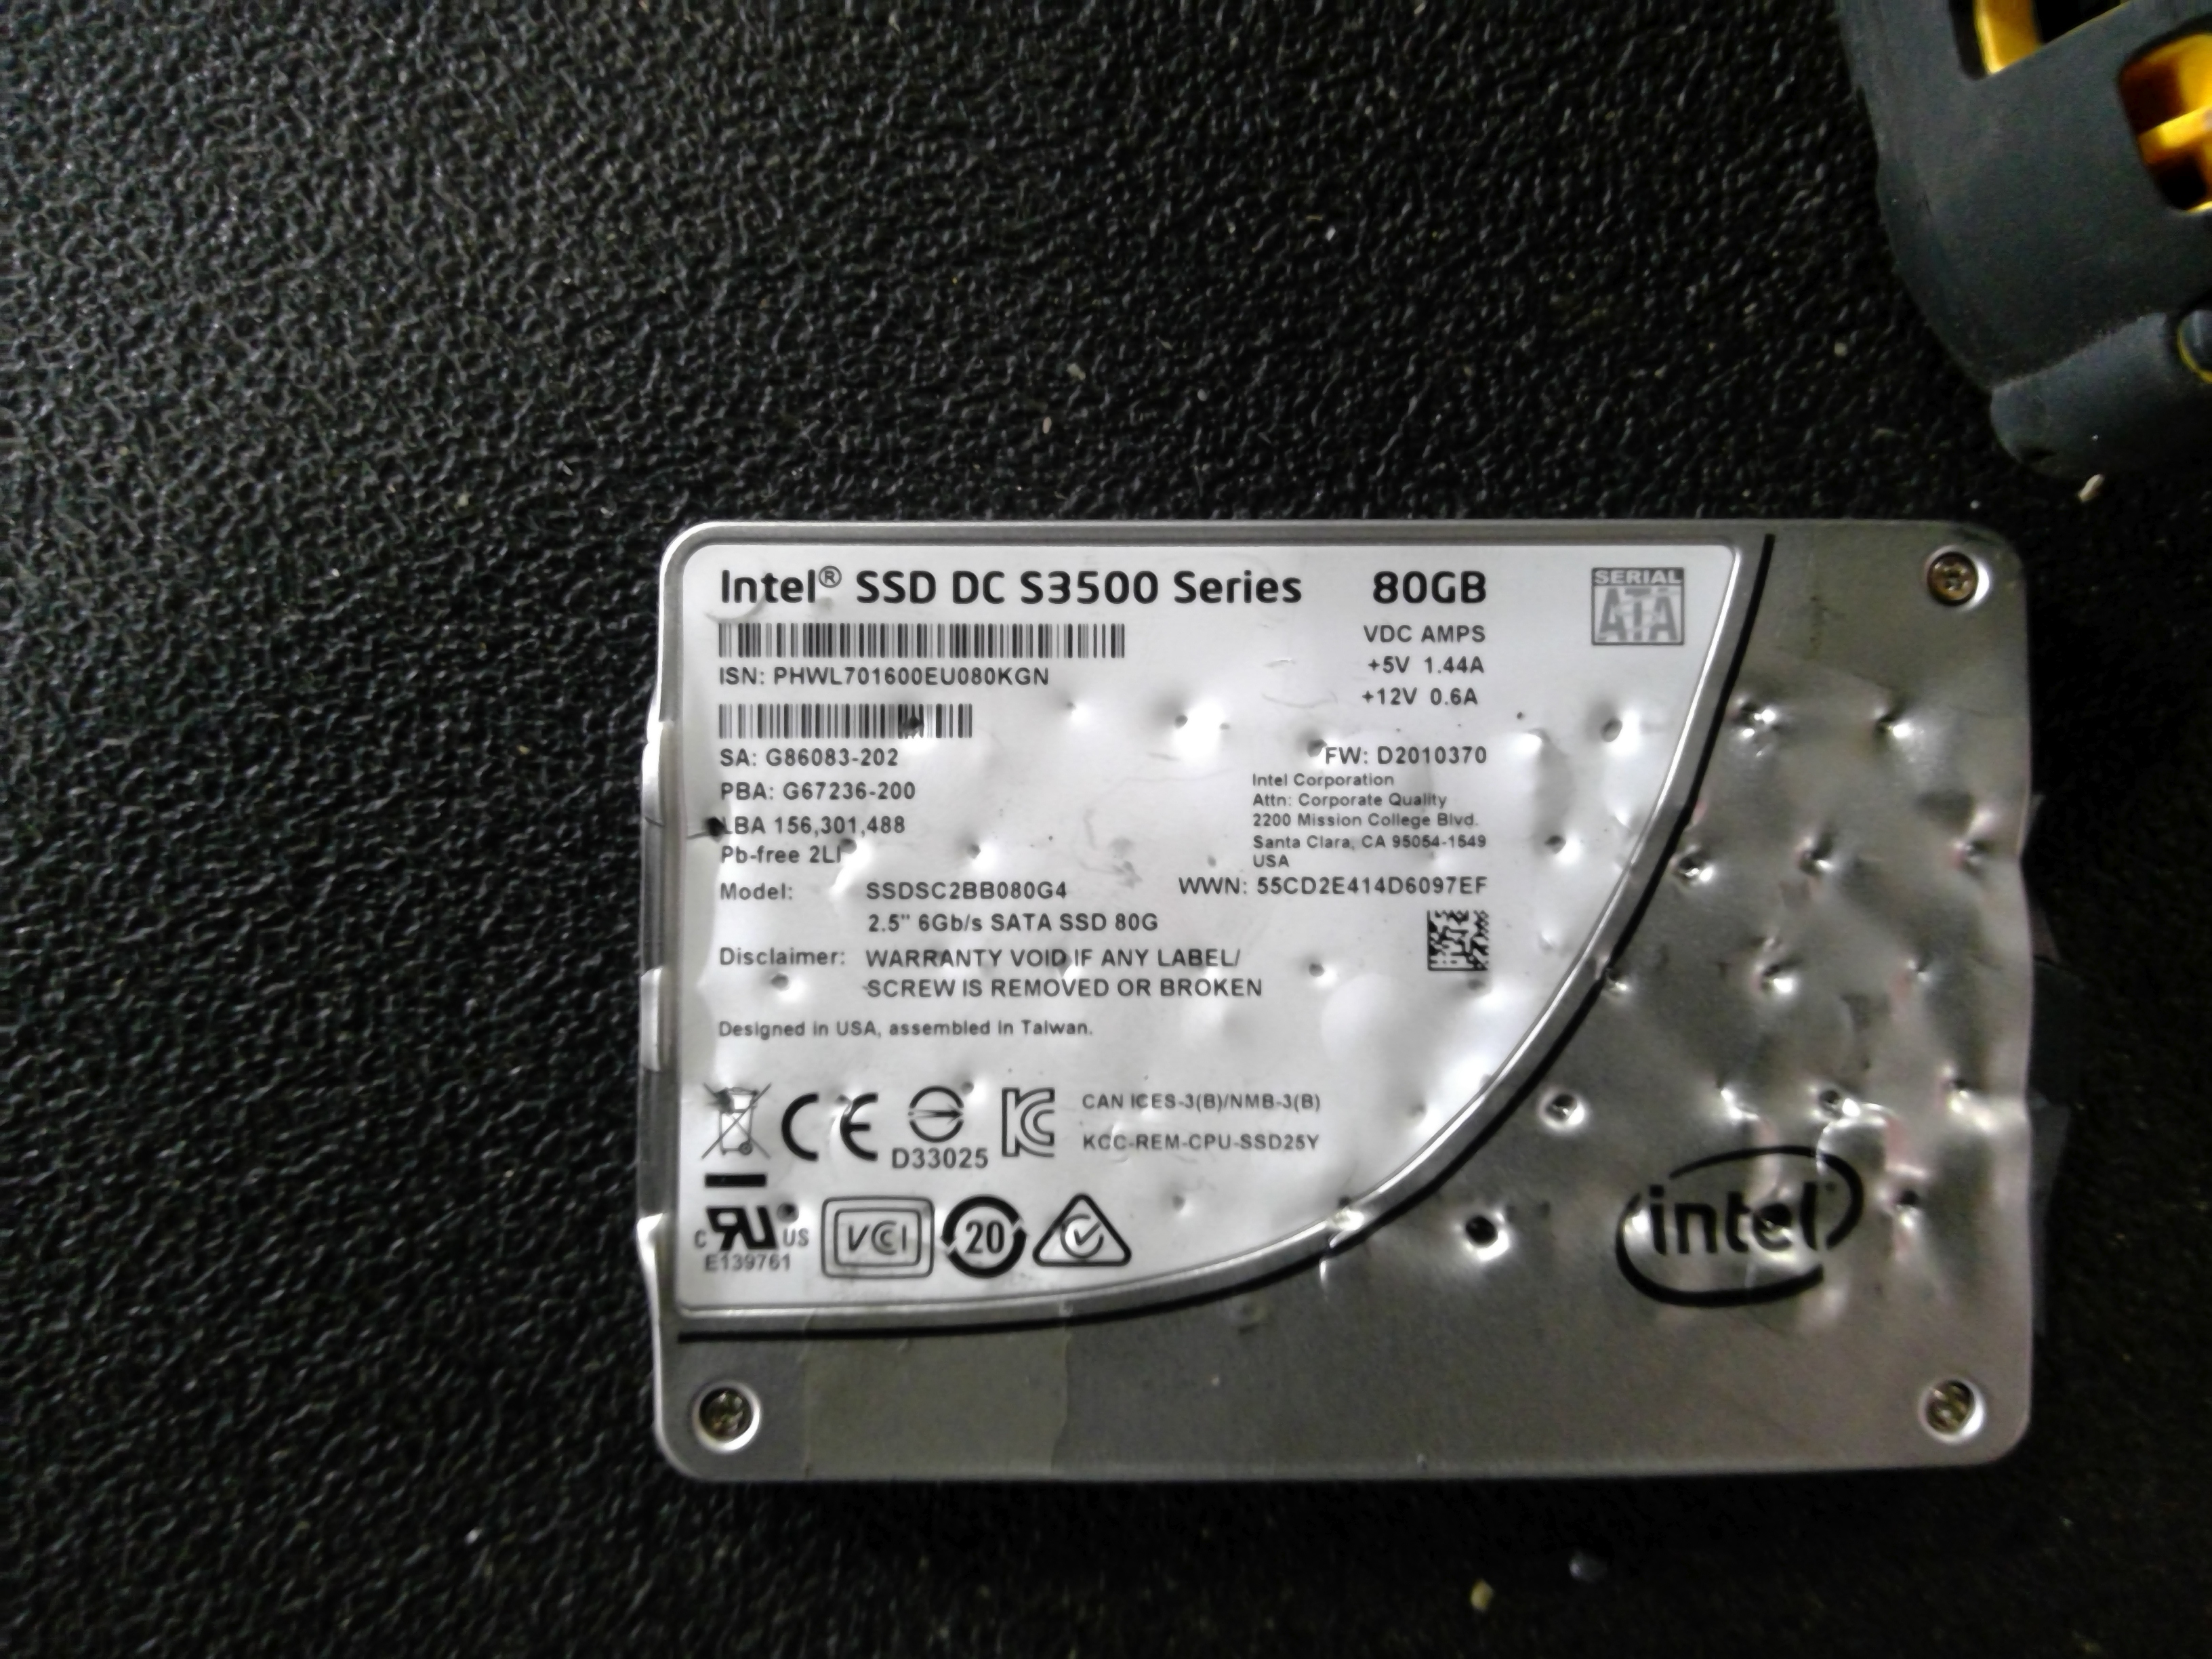 Intel® SSD DC S3500 Series 80GB
SERIAL
ATA
VDC AMPS
+5V 1.44A
+12V 0.6A
ISN: PHWL701600EU080KGN
SA: G86083-202
PBA: G67236-200
LBA 156,301,488
Pb-free 2LI
FW: D2010370
Intel Corporation
Attn: Corporate Quality
2200 Mission College Blvd.
Santa Clara, CA 95054-1549
USA
WWN: 55CD2E414D6097EF
Model: SSDSC2BB080G4
2.5" 6Gb/s SATA SSD 80G
Disclaimer: WARRANTY VOID IF ANY LABEL/
SCREW IS REMOVED OR BROKEN
Designed in USA, assembled in Taiwan.
CE
D33025
CAN ICES-3(B)/NMB-3(B)
KCC-REM-CPU-SSD25Y
C RU US
E139761
VCCI
20
intel